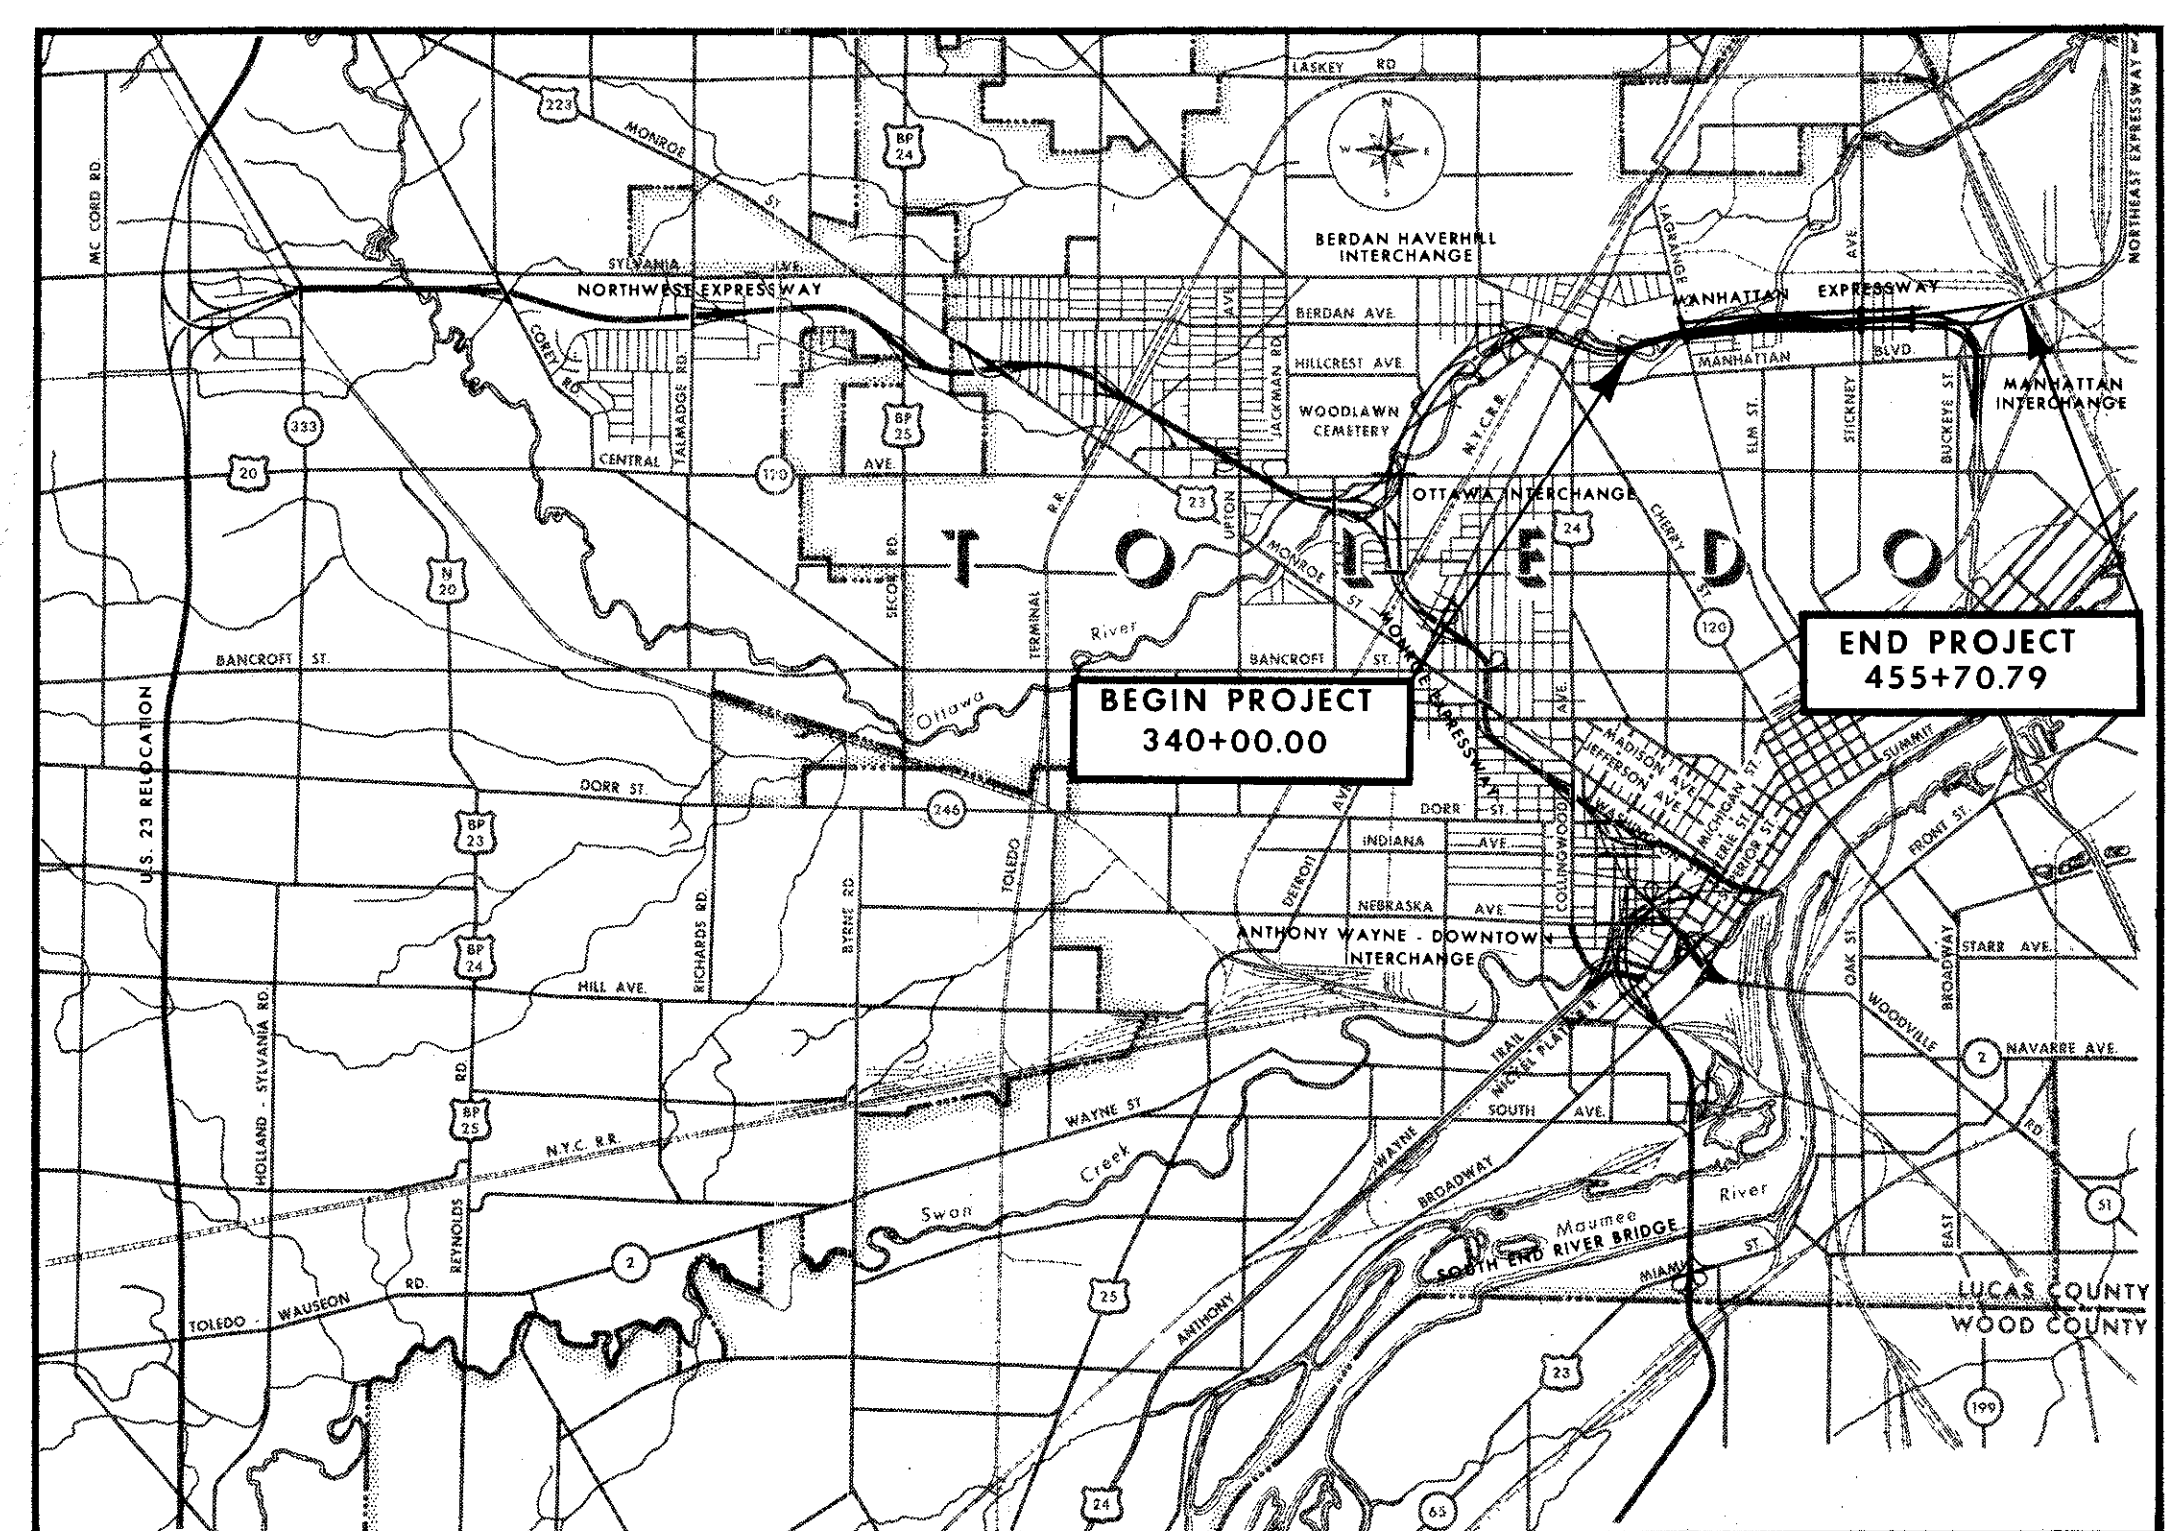 LASKEY RD
223
MONROE
ST.
BP
24
N
W E
S
MC CORD RD.
BERDAN HAVERHILL
INTERCHANGE
LAGRANGE
AVE.
NORTHEAST EXPRESSWAY
SYLVANIA AVE.
NORTHWEST EXPRESSWAY
MANHATTAN EXPRESSWAY
AVE
BERDAN AVE.
COREY
RD.
TALMADGE RD.
JACKMAN RD.
HILLCREST AVE.
MANHATTAN BLVD
MANHATTAN
INTERCHANGE
WOODLAWN
CEMETERY
N.Y.C.R.R.
ELM ST.
STICKNEY
BUCKEYE ST.
333
BP
25
20
CENTRAL
120
AVE.
R.R.
23
UPTON
OTTAWA INTERCHANGE
24
CHERRY
ST.
N
20
SECOR RD.
TOLEDO
MONROE ST.
TERMINAL
River
120
BANCROFT ST.
BANCROFT ST.
END PROJECT
455+70.79
U.S. 23 RELOCATION
Ottawa
BEGIN PROJECT
340+00.00
MONROE EXPRESSWAY
AVE.
MADISON AVE.
JEFFERSON AVE.
SUMMIT
DORR ST.
246
AVE
DORR ST.
WASHINGTON
MICHIGAN ST.
ERIE ST.
SUPERIOR ST.
FRONT ST.
BP
23
TOLEDO
INDIANA AVE.
DETROIT
COLLINGWOOD
RICHARDS RD.
BYRNE RD.
NEBRASKA AVE.
BP
24
ANTHONY WAYNE - DOWNTOWN
INTERCHANGE
OAK ST.
BROADWAY
STARR AVE.
HILL AVE.
HOLLAND - SYLVANIA RD.
TRAIL
NICKEL PLATE R R
WOODVILLE
2
NAVARRE AVE.
RD.
BP
25
WAYNE ST
SOUTH AVE.
RD.
N.Y.C. R.R.
Creek
WAYNE
BROADWAY
River
51
REYNOLDS
Swan
Maumee
SOUTH END RIVER BRIDGE
EAST
2
MIAMI ST.
TOLEDO - WAUSEON RD.
25
ANTHONY
LUCAS COUNTY
WOOD COUNTY
23
199
24
65